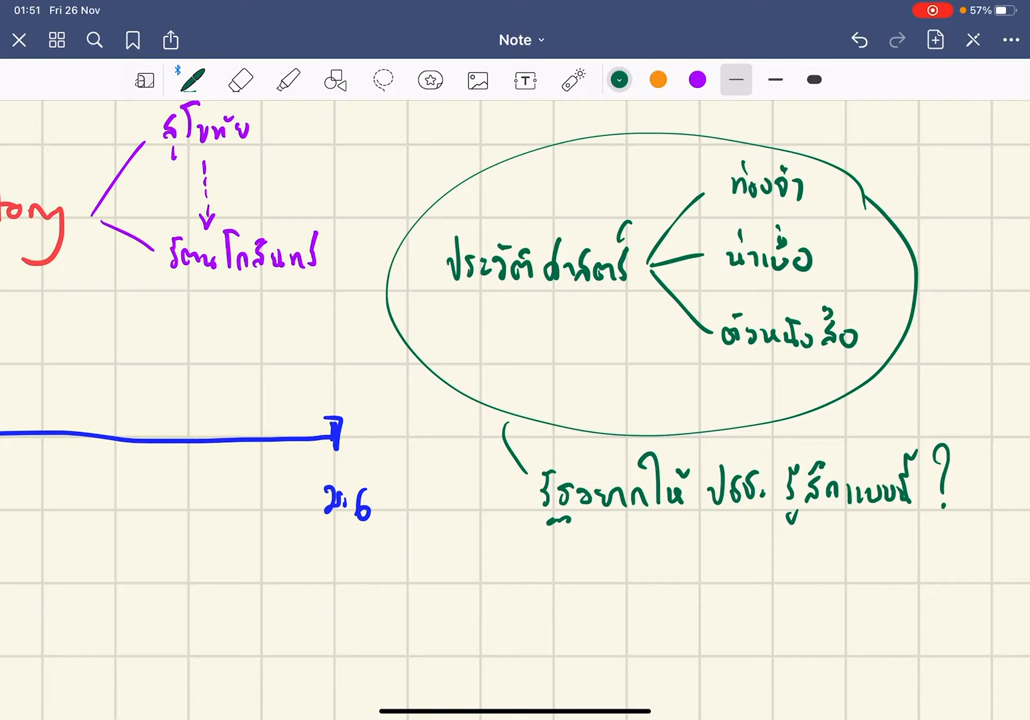 01:51 Fri 26 Nov
57%
Note
สุโขทัย
tory
รัตนโกสินทร์
ประวัติศาสตร์
ท่องจำ
น่าเบื่อ
ตัวหนังสือ
ม.6
รัฐอยากให้ ปชช. รู้สึกแบบนี้ ?